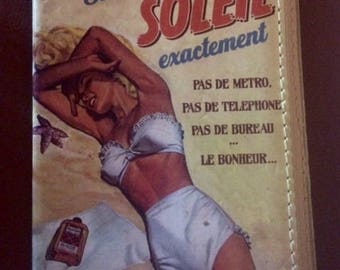 SOLEIL
exactement
PAS DE METRO,
PAS DE TELEPHONE
PAS DE BUREAU
...
LE BONHEUR...